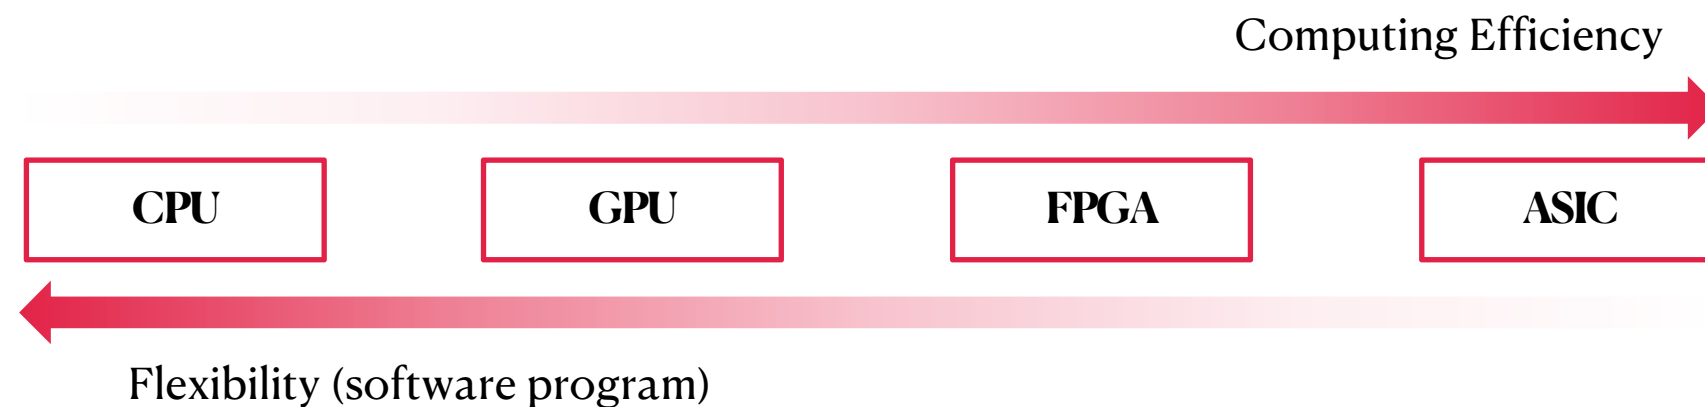 Computing Efficiency
CPU GPU FPGA ASIC
Flexibility (software program)